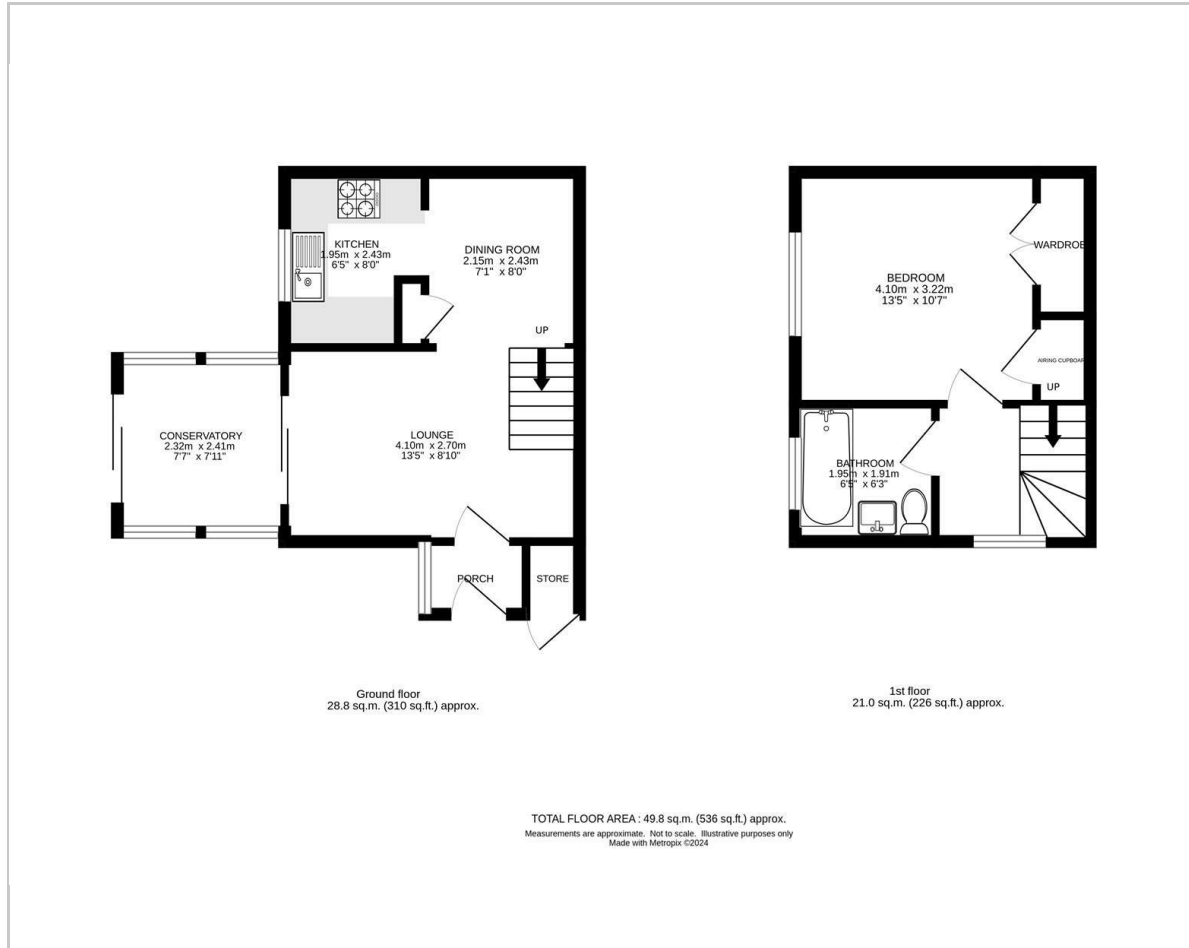 KITCHEN
1.95m x 2.43m
6'5" x 8'0"
DINING ROOM
2.15m x 2.43m
7'1" x 8'0"
UP
CONSERVATORY
2.32m x 2.41m
7'7" x 7'11"
LOUNGE
4.10m x 2.70m
13'5" x 8'10"
PORCH
STORE
Ground floor
28.8 sq.m. (310 sq.ft.) approx.
BEDROOM
4.10m x 3.22m
13'5" x 10'7"
WARDROBE
AIRING CUPBOAR
UP
BATHROOM
1.95m x 1.91m
6'5" x 6'3"
1st floor
21.0 sq.m. (226 sq.ft.) approx.
TOTAL FLOOR AREA : 49.8 sq.m. (536 sq.ft.) approx.
Measurements are approximate. Not to scale. Illustrative purposes only
Made with Metropix ©2024